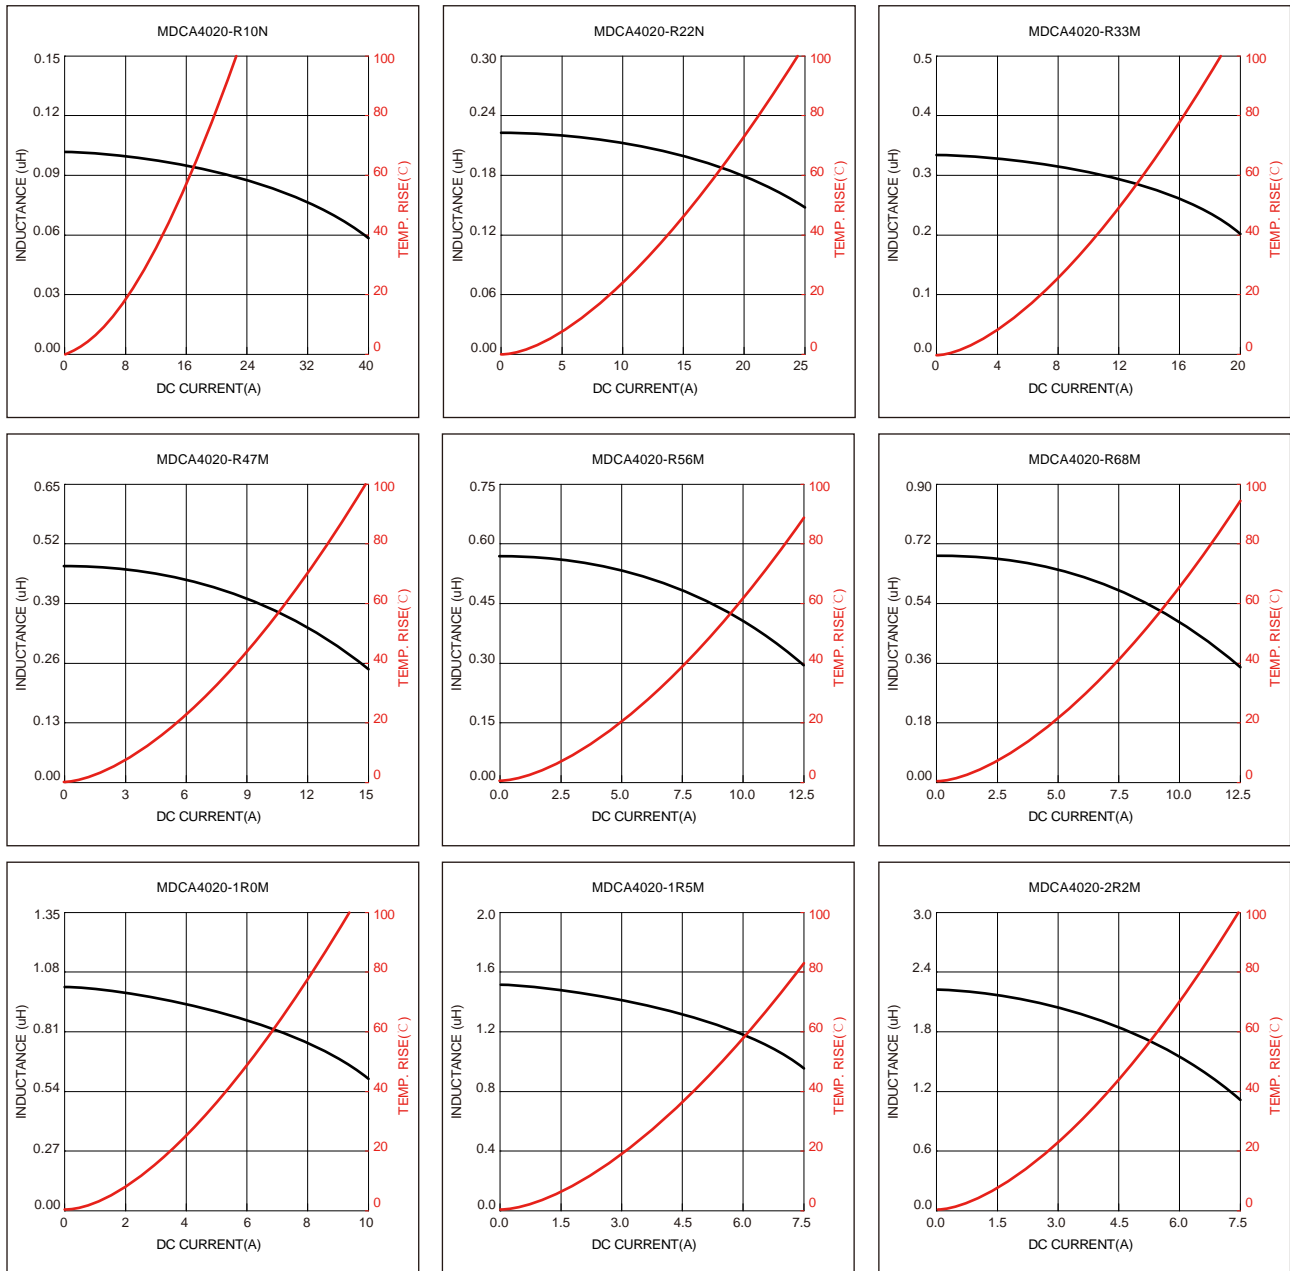 MDCA4020-R10N
0.15
0.12
0.09
0.06
0.03
0.00
INDUCTANCE (uH)
100
80
60
40
20
0
TEMP. RISE(℃)
0 8 16 24 32 40
DC CURRENT(A)
MDCA4020-R22N
0.30
0.24
0.18
0.12
0.06
0.00
INDUCTANCE (uH)
100
80
60
40
20
0
TEMP. RISE(℃)
0 5 10 15 20 25
DC CURRENT(A)
MDCA4020-R33M
0.5
0.4
0.3
0.2
0.1
0.0
INDUCTANCE (uH)
100
80
60
40
20
0
TEMP. RISE(℃)
0 4 8 12 16 20
DC CURRENT(A)
MDCA4020-R47M
0.65
0.52
0.39
0.26
0.13
0.00
INDUCTANCE (uH)
100
80
60
40
20
0
TEMP. RISE(℃)
0 3 6 9 12 15
DC CURRENT(A)
MDCA4020-R56M
0.75
0.60
0.45
0.30
0.15
0.00
INDUCTANCE (uH)
100
80
60
40
20
0
TEMP. RISE(℃)
0.0 2.5 5.0 7.5 10.0 12.5
DC CURRENT(A)
MDCA4020-R68M
0.90
0.72
0.54
0.36
0.18
0.00
INDUCTANCE (uH)
100
80
60
40
20
0
TEMP. RISE(℃)
0.0 2.5 5.0 7.5 10.0 12.5
DC CURRENT(A)
MDCA4020-1R0M
1.35
1.08
0.81
0.54
0.27
0.00
INDUCTANCE (uH)
100
80
60
40
20
0
TEMP. RISE(℃)
0 2 4 6 8 10
DC CURRENT(A)
MDCA4020-1R5M
2.0
1.6
1.2
0.8
0.4
0.0
INDUCTANCE (uH)
100
80
60
40
20
0
TEMP. RISE(℃)
0.0 1.5 3.0 4.5 6.0 7.5
DC CURRENT(A)
MDCA4020-2R2M
3.0
2.4
1.8
1.2
0.6
0.0
INDUCTANCE (uH)
100
80
60
40
20
0
TEMP. RISE(℃)
0.0 1.5 3.0 4.5 6.0 7.5
DC CURRENT(A)